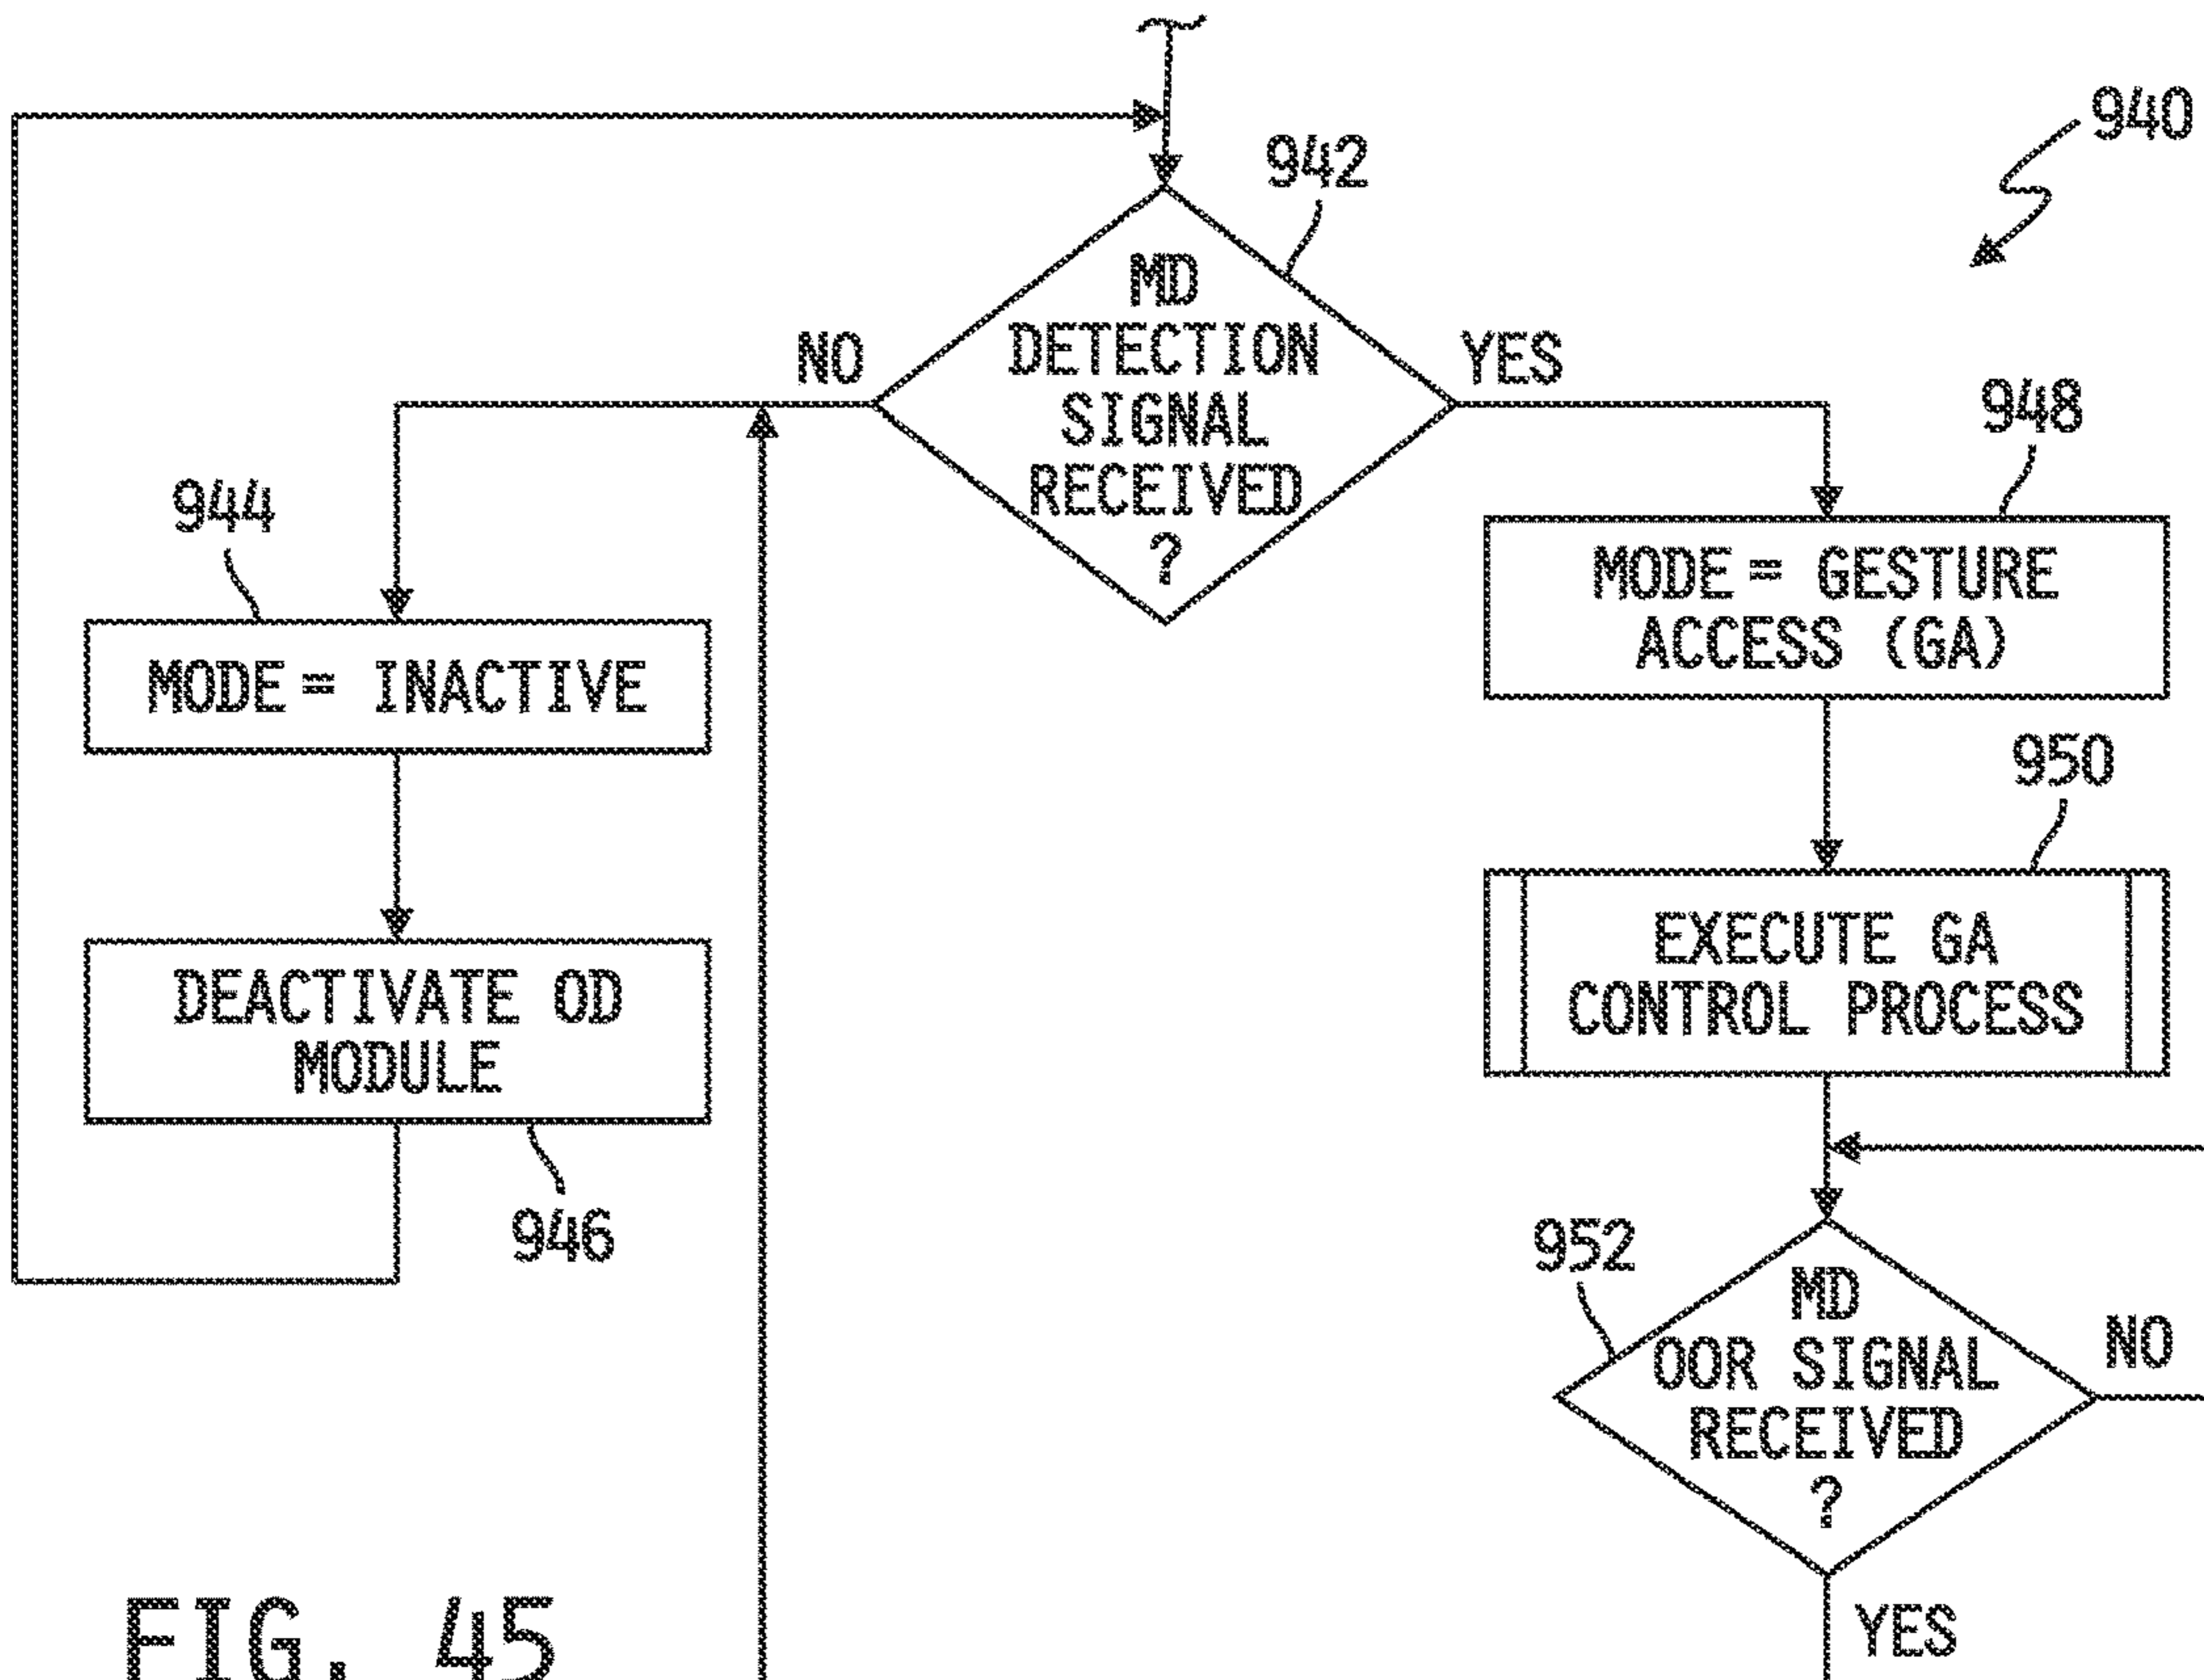 940
942
MD
DETECTION
SIGNAL
RECEIVED
?
NO
YES
944
MODE = INACTIVE
948
MODE = GESTURE
ACCESS (GA)
DEACTIVATE OD
MODULE
946
950
EXECUTE GA
CONTROL PROCESS
952
MD
OOR SIGNAL
RECEIVED
?
NO
YES
FIG. 45